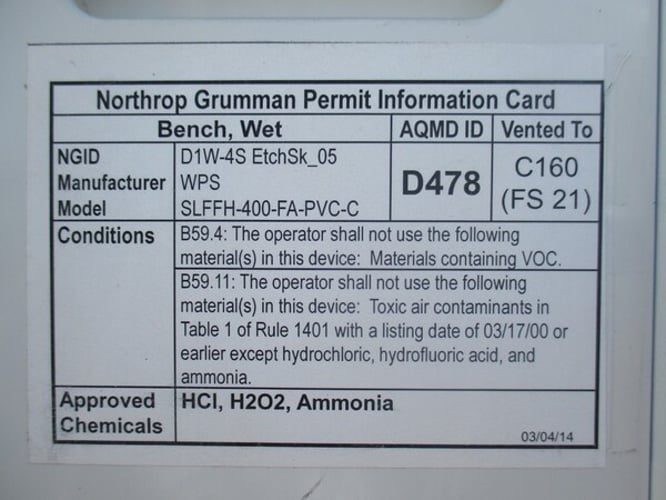 Northrop Grumman Permit Information Card
Bench, Wet
AQMD ID
Vented To
NGID D1W-4S EtchSk_05
Manufacturer WPS
Model SLFFH-400-FA-PVC-C
D478
C160
(FS 21)
Conditions
B59.4: The operator shall not use the following
material(s) in this device: Materials containing VOC.
B59.11: The operator shall not use the following
material(s) in this device: Toxic air contaminants in
Table 1 of Rule 1401 with a listing date of 03/17/00 or
earlier except hydrochloric, hydrofluoric acid, and
ammonia.
Approved
Chemicals
HCl, H2O2, Ammonia
03/04/14